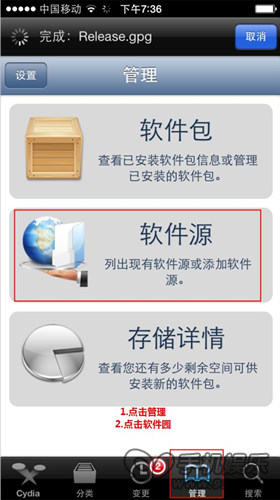 中国移动
下午7:36
完成：Release.gpg
取消
设置
管理
软件包
查看已安装软件包信息或管理
已安装的软件包。
软件源
列出现有软件源或添加软件
源。
存储详情
查看您还有多少剩余空间可供
安装新的软件包。
1.点击管理
2.点击软件园
2
Cydia
分类
变更
管理
搜索